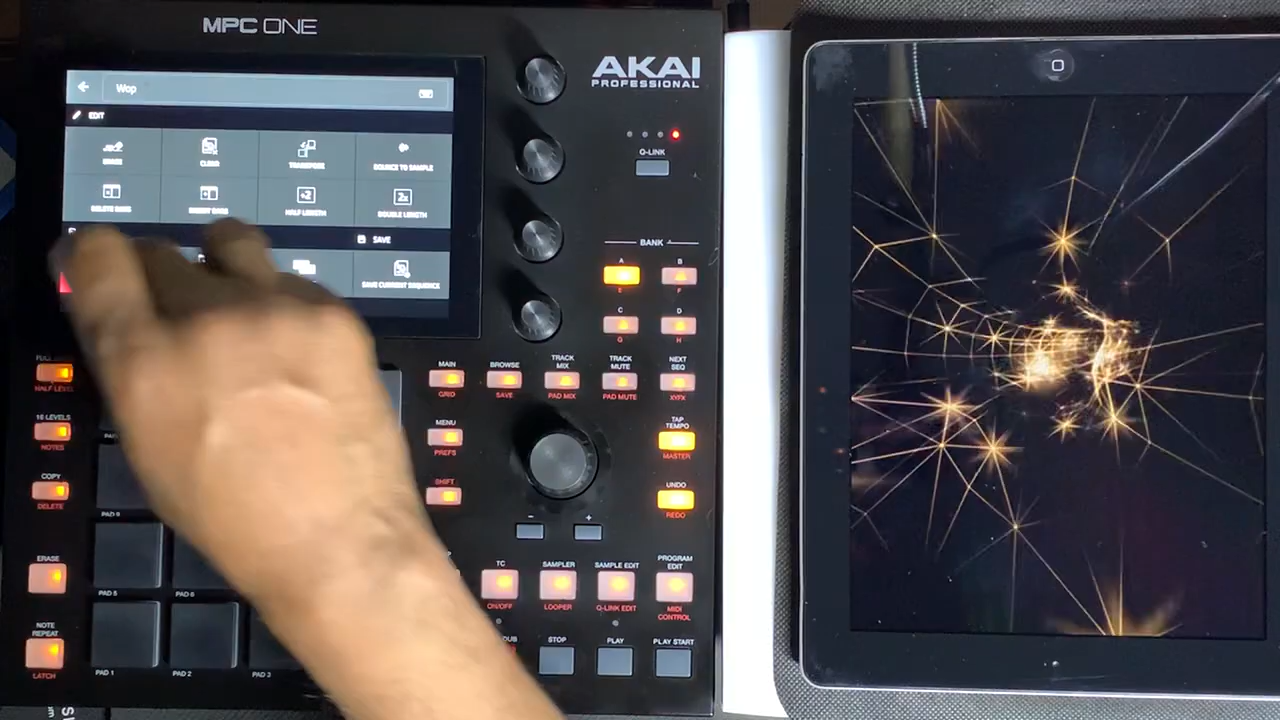 MPC ONE
AKAI
PROFESSIONAL
Wop
EDIT
ERASE
CLEAR
TRANSPOSE
BOUNCE TO SAMPLE
DELETE BARS
INSERT BARS
HALF LENGTH
DOUBLE LENGTH
SAVE
SAVE CURRENT SEQUENCE
Q-LINK
BANK
A
B
E
F
C
D
G
H
HALF LEVEL
16 LEVELS
NOTES
COPY
DELETE
ERASE
NOTE
REPEAT
LATCH
MAIN
GRID
BROWSE
SAVE
TRACK
MIX
PAD MIX
TRACK
MUTE
PAD MUTE
NEXT
SEQ
XYFX
MENU
PREFS
TAP
TEMPO
MASTER
SHIFT
UNDO
REDO
- +
TC
ON/OFF
SAMPLER
LOOPER
SAMPLE EDIT
Q-LINK EDIT
PROGRAM
EDIT
MIDI
CONTROL
STOP
PLAY
PLAY START
PAD 9
PAD 5
PAD 6
PAD 1
PAD 2
PAD 3